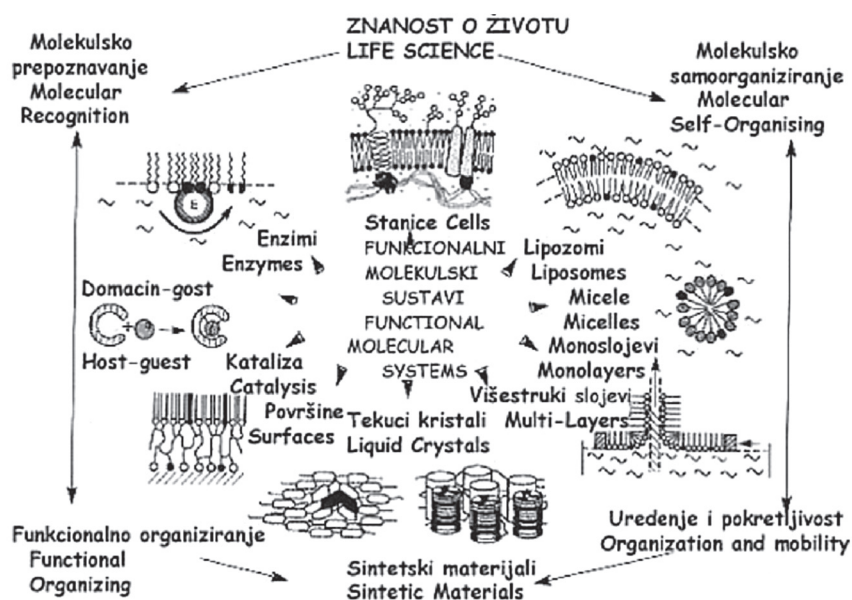 ZNANOST O ŽIVOTU
LIFE SCIENCE
Molekulsko
prepoznavanje
Molecular
Recognition
Molekulsko
samoorganiziranje
Molecular
Self-Organising
E
Stanice Cells
Enzimi
Enzymes
FUNKCIONALNI
MOLEKULSKI
SUSTAVI
FUNCTIONAL
MOLECULAR
SYSTEMS
Lipozomi
Liposomes
Domacin-gost
Host-guest
Micele
Micelles
Monoslojevi
Monolayers
Kataliza
Catalysis
Višestruki slojevi
Multi-Layers
Površine
Surfaces
Tekuci kristali
Liquid Crystals
Funkcionalno organiziranje
Functional
Organizing
Uredenje i pokretljivost
Organization and mobility
Sintetski materijali
Sintetic Materials